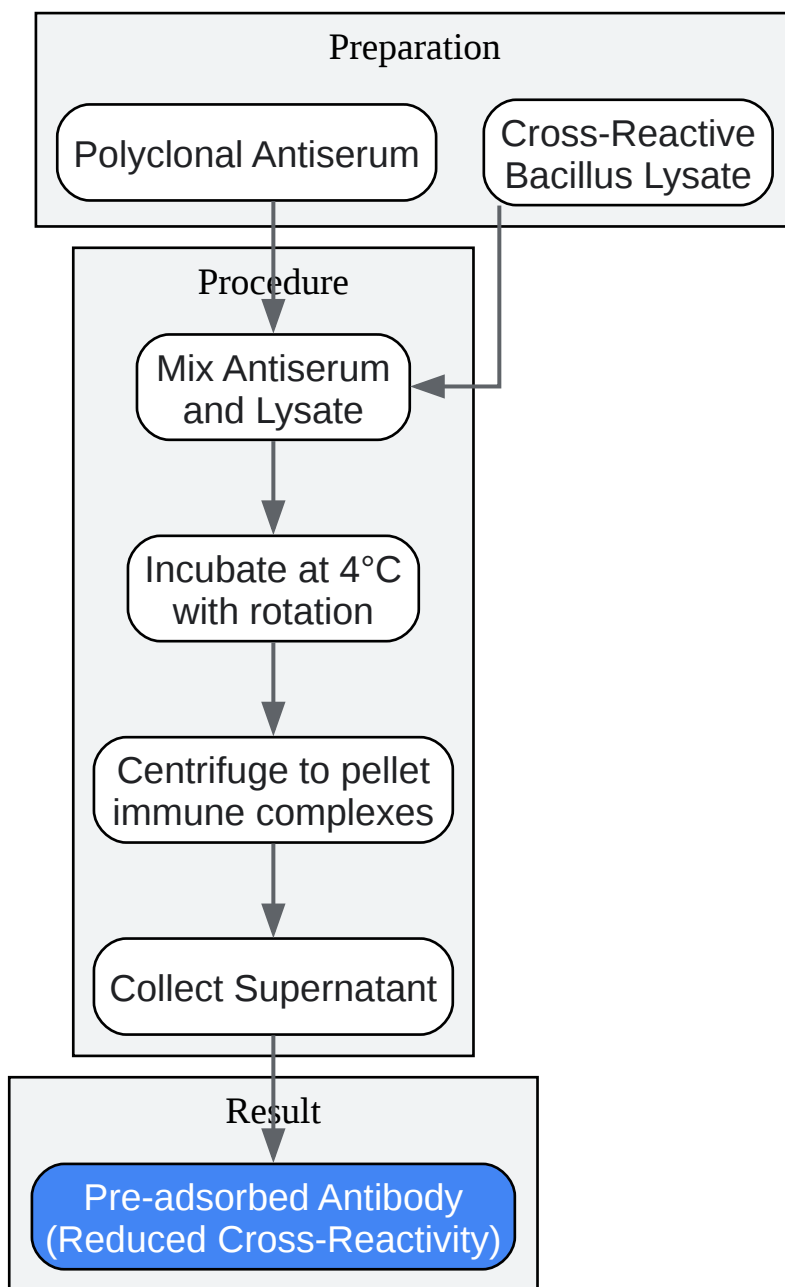 Preparation
Polyclonal Antiserum
Cross-Reactive
Bacillus Lysate
Procedure
Mix Antiserum
and Lysate
Incubate at 4°C
with rotation
Centrifuge to pellet
immune complexes
Collect Supernatant
Result
Pre-adsorbed Antibody
(Reduced Cross-Reactivity)